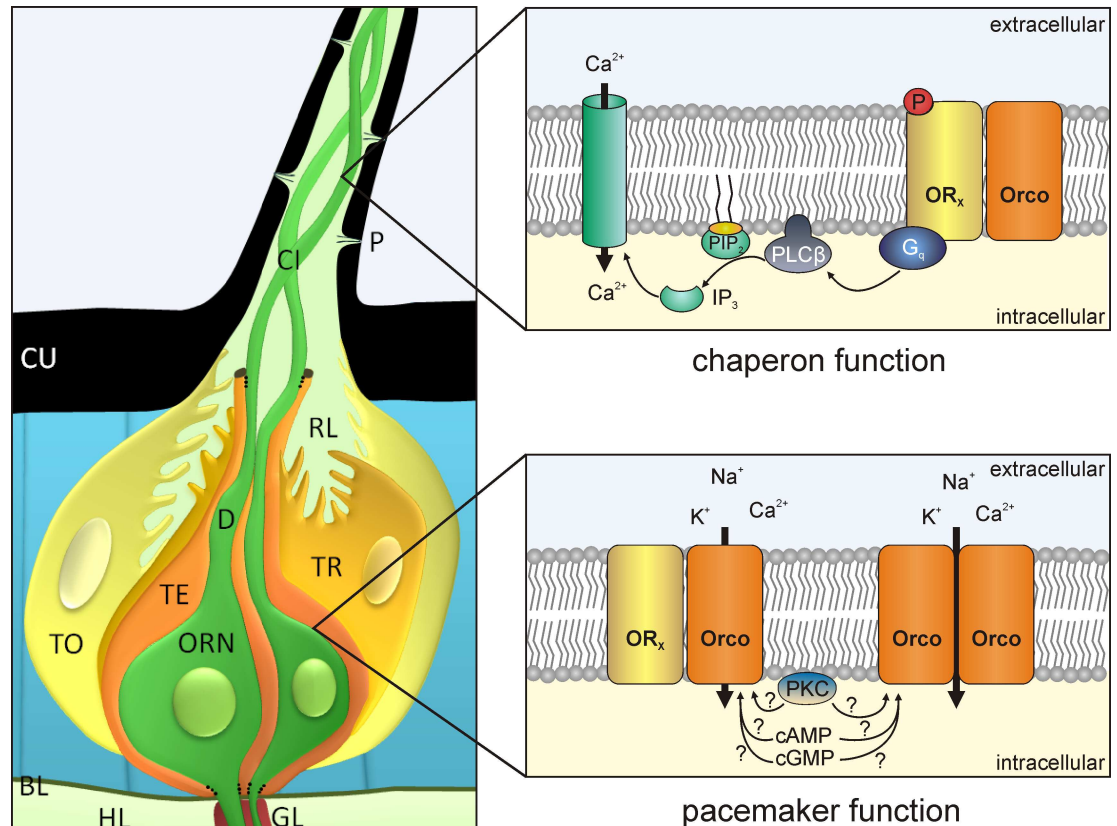 P
CI
CU
RL
D
TR
TE
TO
ORN
BL
HL
GL
extracellular
Ca²⁺
P
ORₓ
Orco
PIP₂
PLCβ
G_q
Ca²⁺
IP₃
intracellular
chaperon function
extracellular
Na⁺
Na⁺
K⁺
Ca²⁺
K⁺
Ca²⁺
ORₓ
Orco
Orco
Orco
PKC
?
?
?
cAMP
?
?
cGMP
?
intracellular
pacemaker function